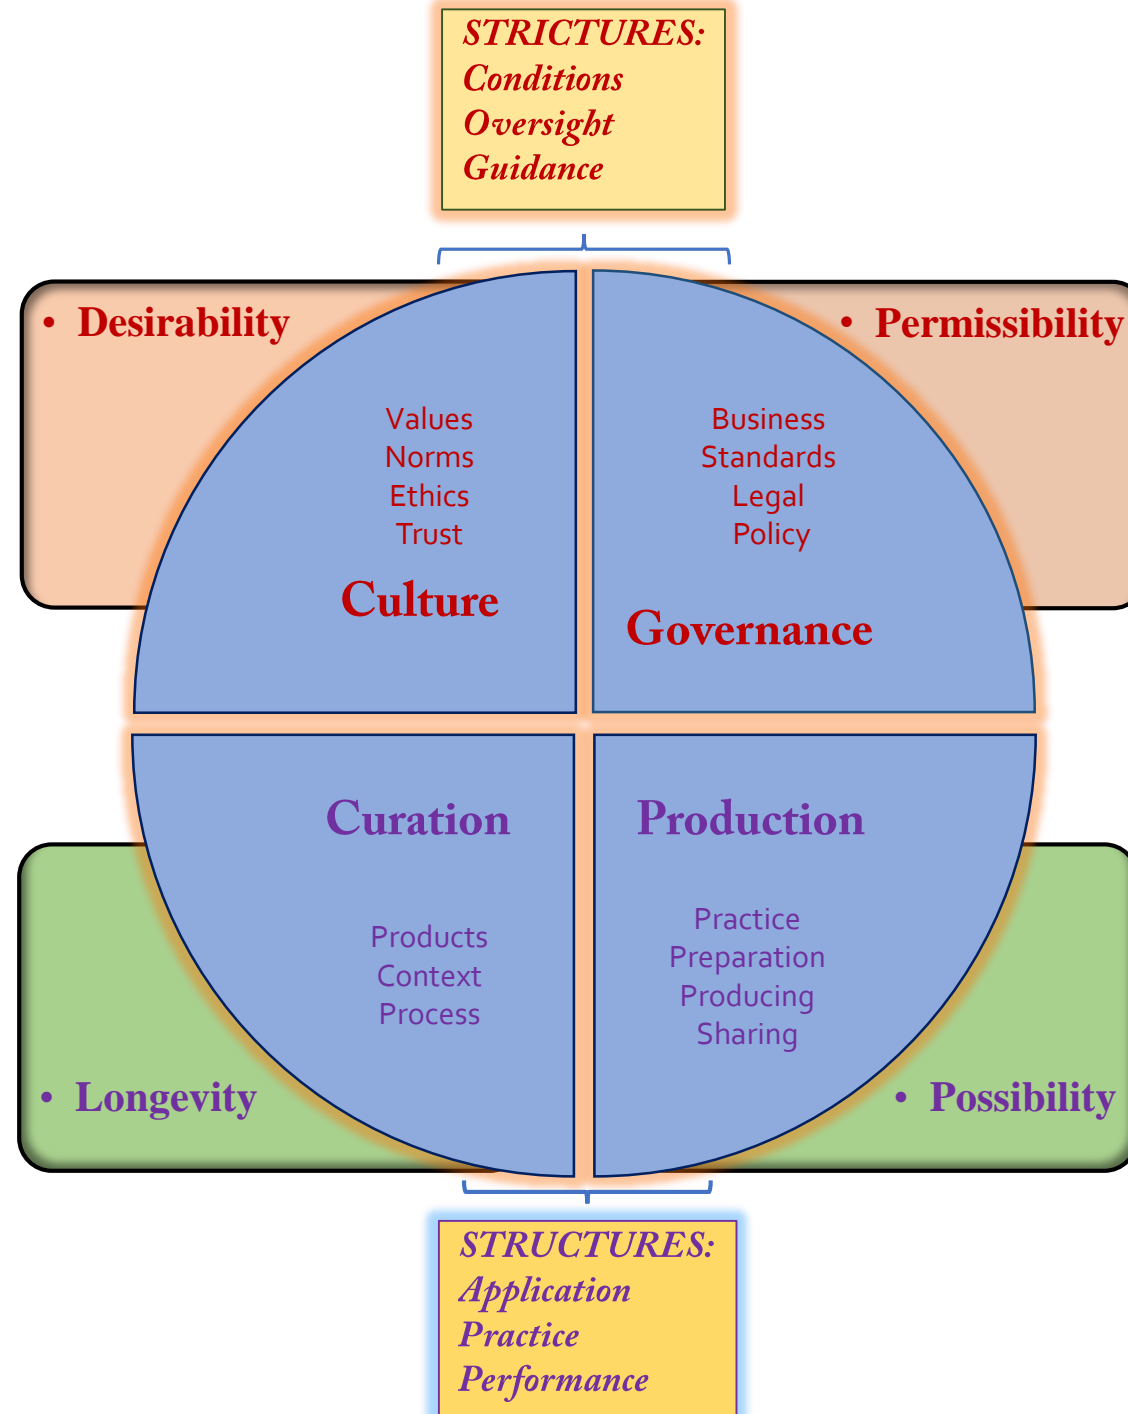 STRICTURES:
Conditions
Oversight
Guidance
• Desirability
• Permissibility
Values
Norms
Ethics
Trust
Culture
Business
Standards
Legal
Policy
Governance
Curation
Products
Context
Process
Production
Practice
Preparation
Producing
Sharing
• Longevity
• Possibility
STRUCTURES:
Application
Practice
Performance